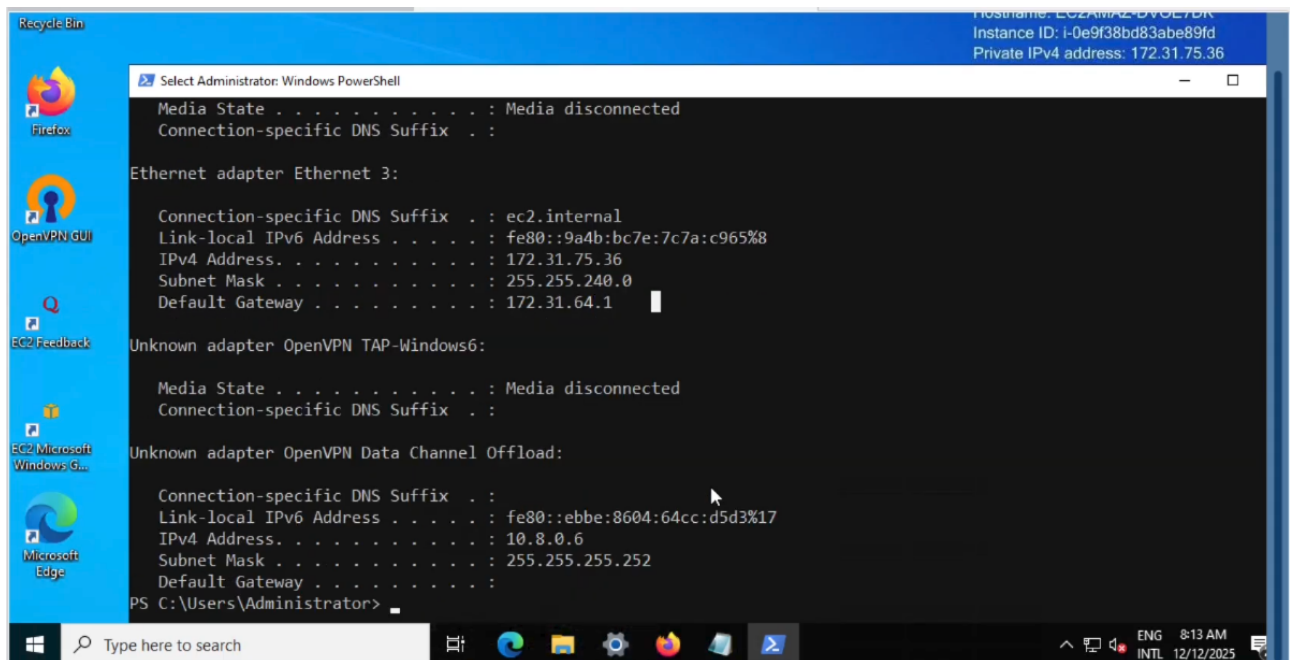 Recycle Bin
Hostname: EC2AMAZ-DVOE7DR
Instance ID: i-0e9f38bd83abe89fd
Private IPv4 address: 172.31.75.36
Select Administrator: Windows PowerShell
Media State . . . . . . . . . . . : Media disconnected
Connection-specific DNS Suffix  . :
Firefox
Ethernet adapter Ethernet 3:
Connection-specific DNS Suffix  . : ec2.internal
Link-local IPv6 Address . . . . . : fe80::9a4b:bc7e:7c7a:c965%8
IPv4 Address. . . . . . . . . . . : 172.31.75.36
Subnet Mask . . . . . . . . . . . : 255.255.240.0
Default Gateway . . . . . . . . . : 172.31.64.1
OpenVPN GUI
EC2 Feedback
Unknown adapter OpenVPN TAP-Windows6:
Media State . . . . . . . . . . . : Media disconnected
Connection-specific DNS Suffix  . :
EC2 Microsoft
Windows G...
Unknown adapter OpenVPN Data Channel Offload:
Connection-specific DNS Suffix  . :
Link-local IPv6 Address . . . . . : fe80::ebbe:8604:64cc:d5d3%17
IPv4 Address. . . . . . . . . . . : 10.8.0.6
Subnet Mask . . . . . . . . . . . : 255.255.255.252
Default Gateway . . . . . . . . . :
Microsoft
Edge
PS C:\Users\Administrator>
Type here to search
ENG
INTL
8:13 AM
12/12/2025